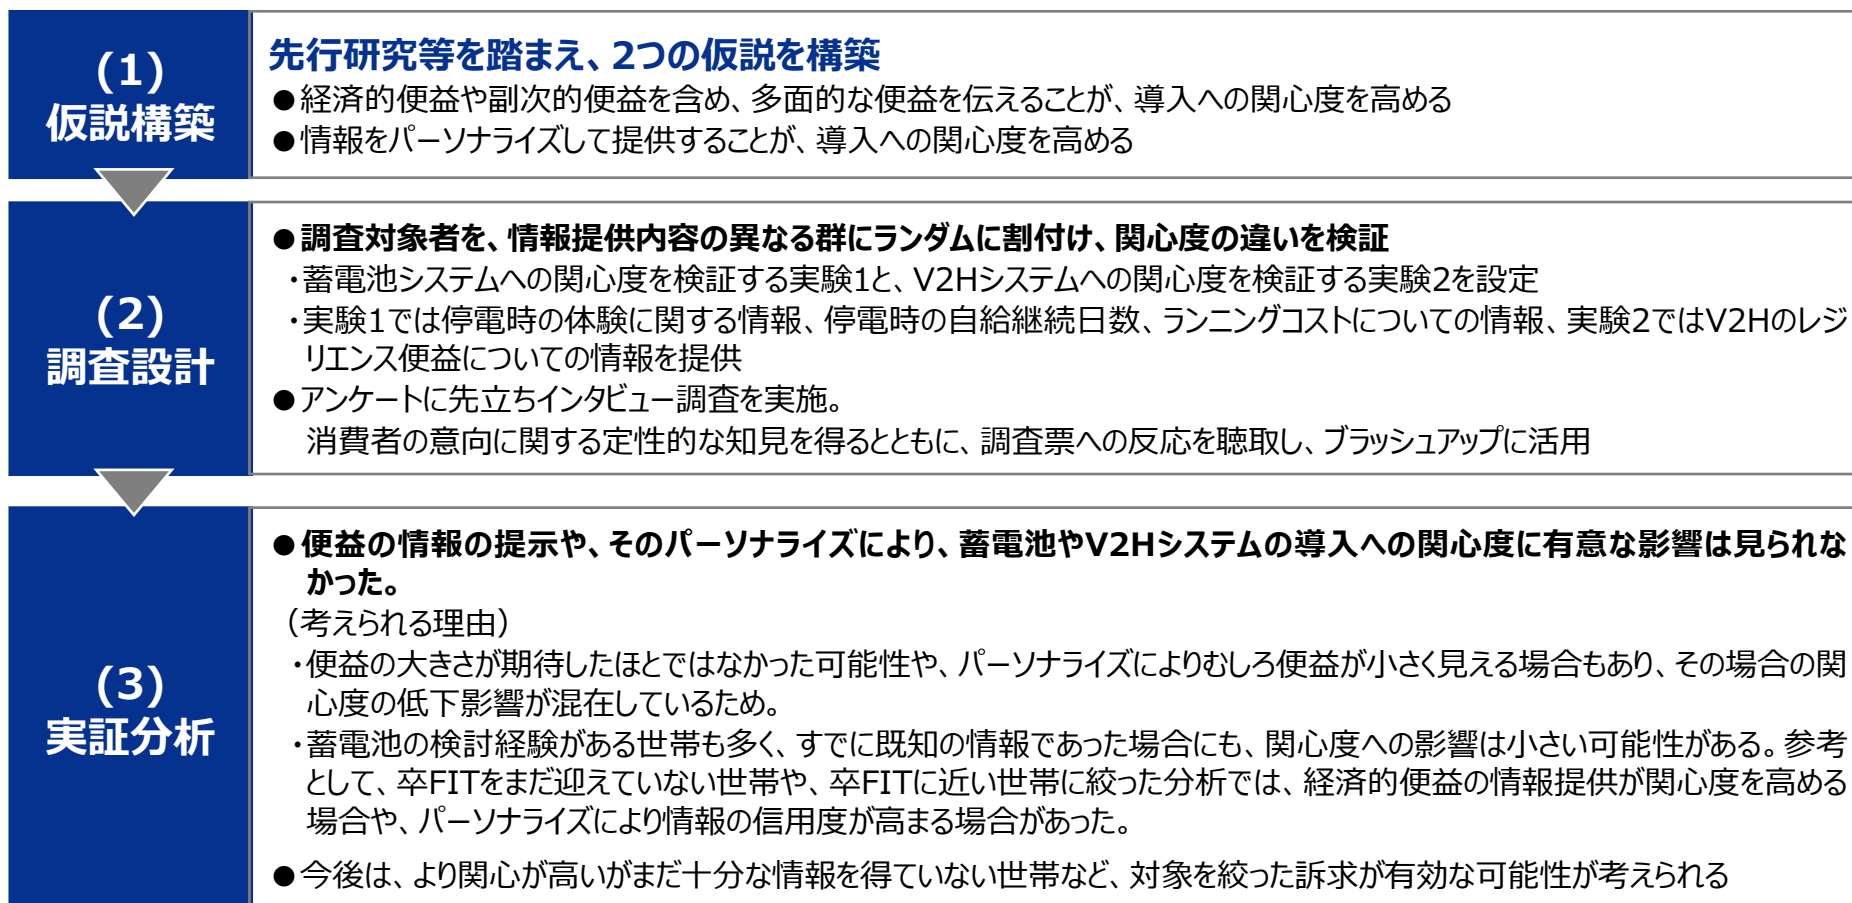 (1)
仮説構築
先行研究等を踏まえ、2つの仮説を構築
●経済的便益や副次的便益を含め、多面的な便益を伝えることが、導入への関心度を高める
●情報をパーソナライズして提供することが、導入への関心度を高める
(2)
調査設計
●調査対象者を、情報提供内容の異なる群にランダムに割付け、関心度の違いを検証
・蓄電池システムへの関心度を検証する実験1と、V2Hシステムへの関心度を検証する実験2を設定
・実験1では停電時の体験に関する情報、停電時の自給継続日数、ランニングコストについての情報、実験2ではV2Hのレジ
リエンス便益についての情報を提供
●アンケートに先立ちインタビュー調査を実施。
消費者の意向に関する定性的な知見を得るとともに、調査票への反応を聴取し、ブラッシュアップに活用
(3)
実証分析
●便益の情報の提示や、そのパーソナライズにより、蓄電池やV2Hシステムの導入への関心度に有意な影響は見られな
かった。
（考えられる理由）
・便益の大きさが期待したほどではなかった可能性や、パーソナライズによりむしろ便益が小さく見える場合もあり、その場合の関
心度の低下影響が混在しているため。
・蓄電池の検討経験がある世帯も多く、すでに既知の情報であった場合にも、関心度への影響は小さい可能性がある。参考
として、卒FITをまだ迎えていない世帯や、卒FITに近い世帯に絞った分析では、経済的便益の情報提供が関心度を高める
場合や、パーソナライズにより情報の信用度が高まる場合があった。
●今後は、より関心が高いがまだ十分な情報を得ていない世帯など、対象を絞った訴求が有効な可能性が考えられる